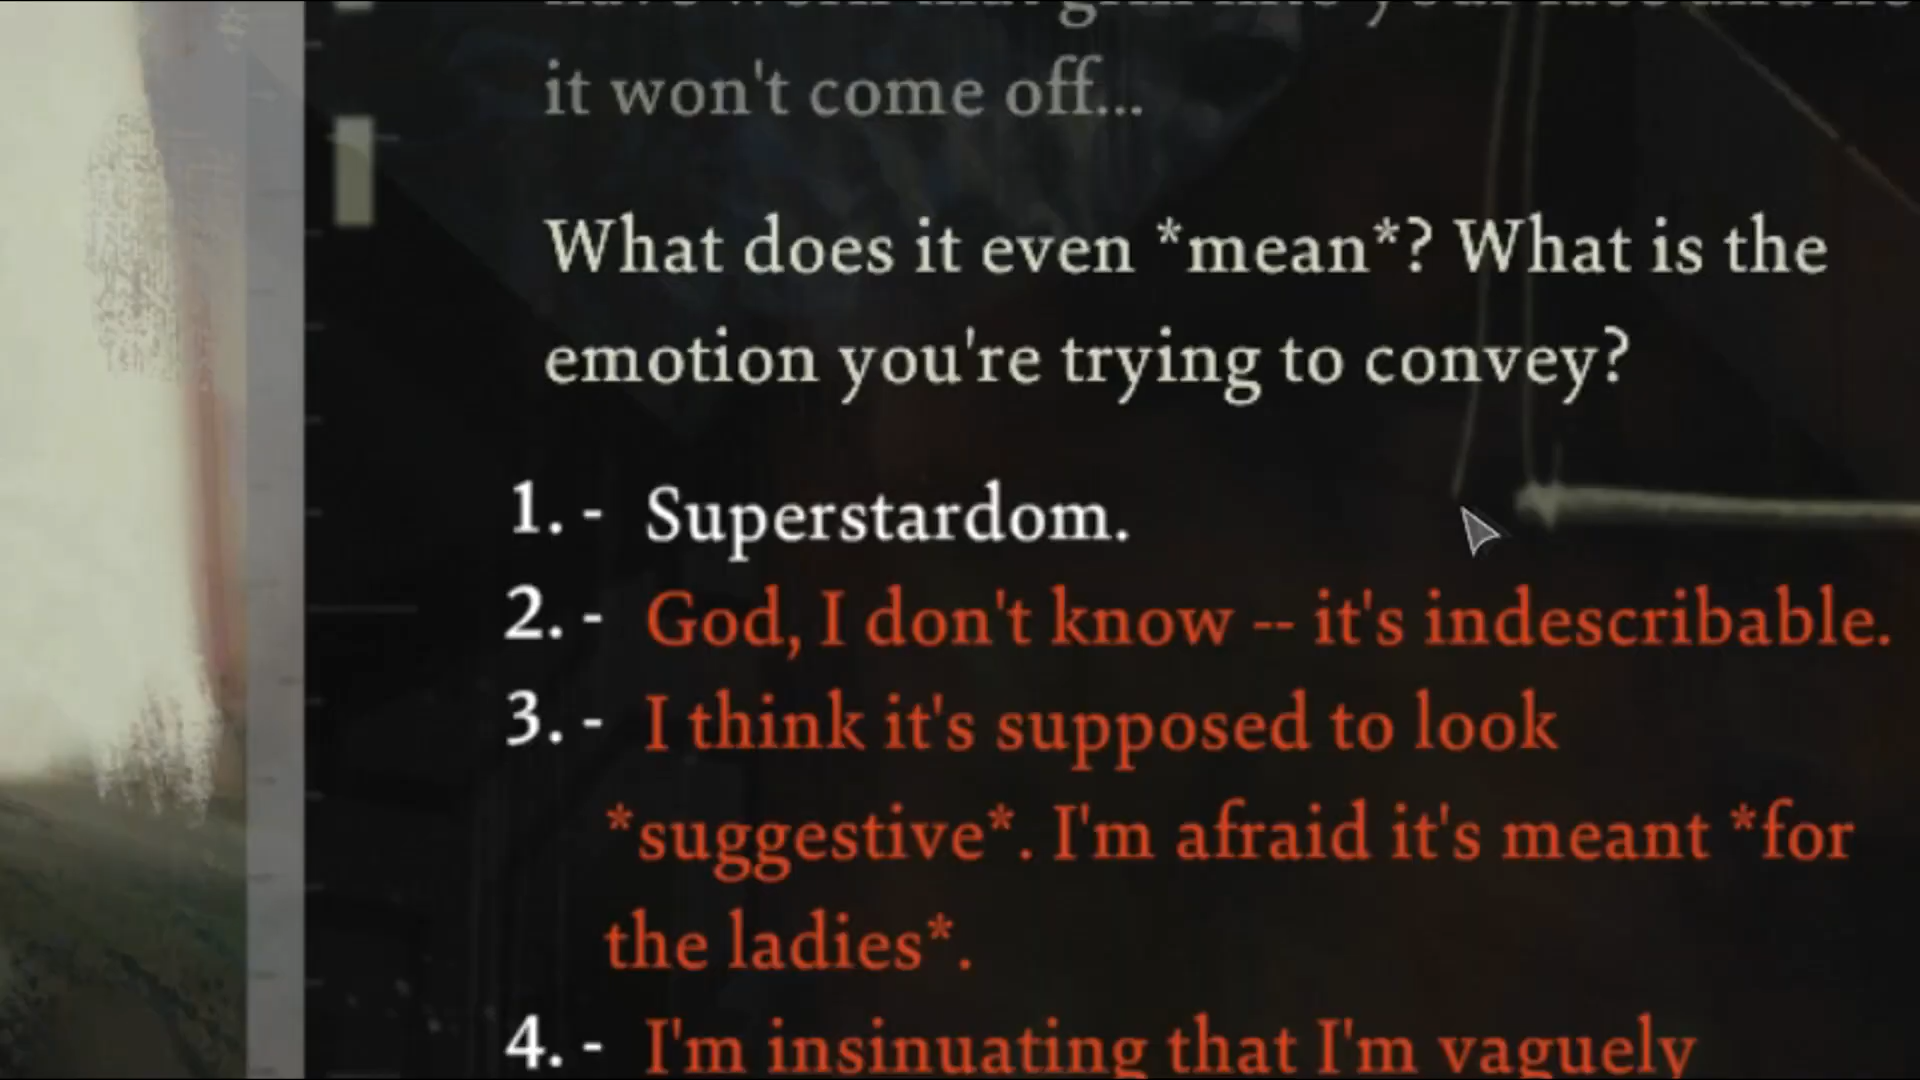 it won't come off...
What does it even *mean*? What is the
emotion you're trying to convey?
1. - Superstardom.
2. - God, I don't know -- it's indescribable.
3. - I think it's supposed to look
*suggestive*. I'm afraid it's meant *for
the ladies*.
4. - I'm insinuating that I'm vaguely